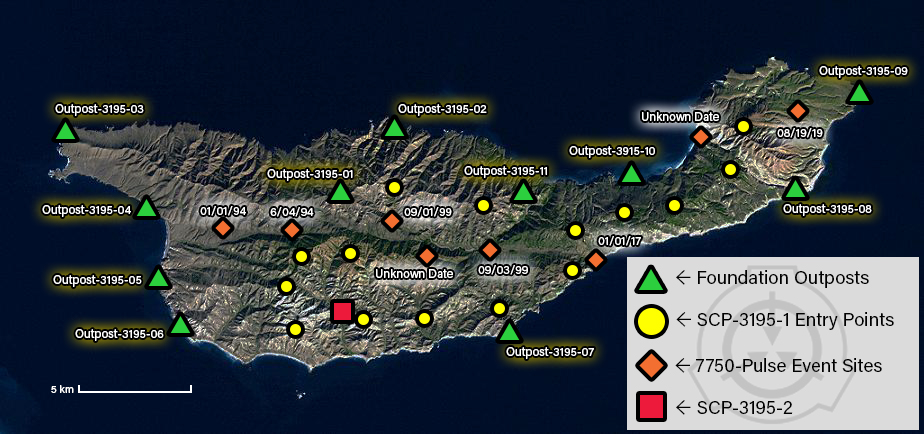 Outpost-3195-09
Outpost-3195-03
Outpost-3195-02
Unknown Date
08/19/19
Outpost-3915-10
Outpost-3195-11
Outpost-3195-01
Outpost-3195-04
01/01/94
6/04/94
09/01/99
Outpost-3195-08
01/01/17
Unknown Date
09/03/99
Outpost-3195-05
Outpost-3195-06
Outpost-3195-07
5 km
← Foundation Outposts
← SCP-3195-1 Entry Points
← 7750-Pulse Event Sites
← SCP-3195-2